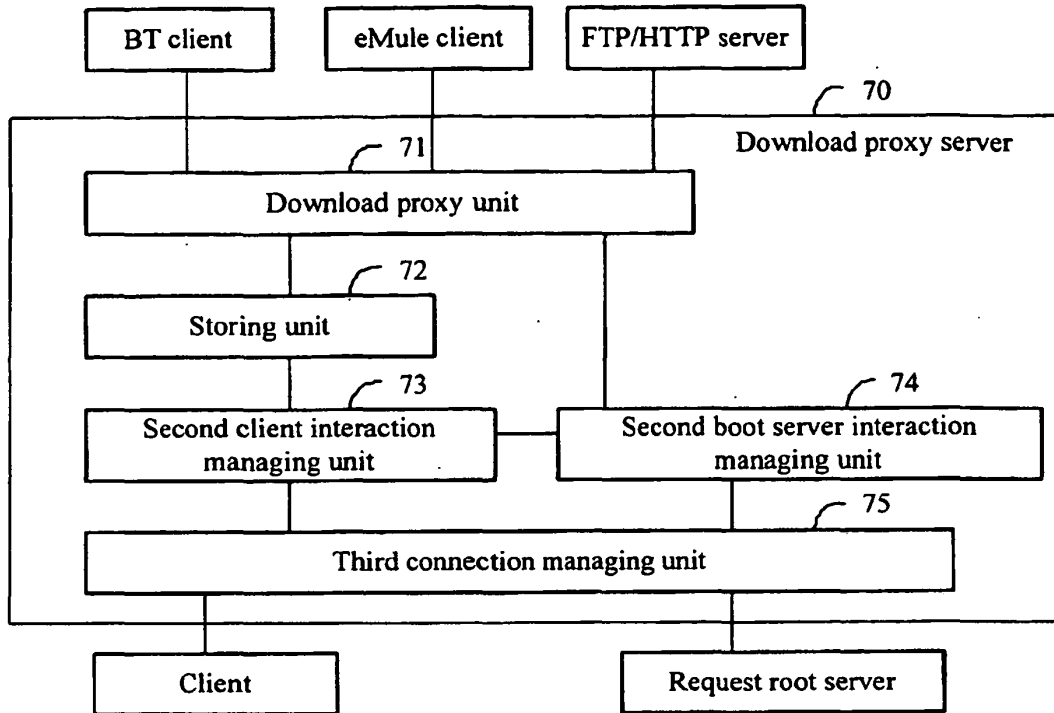 BT client
eMule client
FTP/HTTP server
70
Download proxy server
71
Download proxy unit
72
Storing unit
73
Second client interaction
managing unit
74
Second boot server interaction
managing unit
75
Third connection managing unit
Client
Request root server